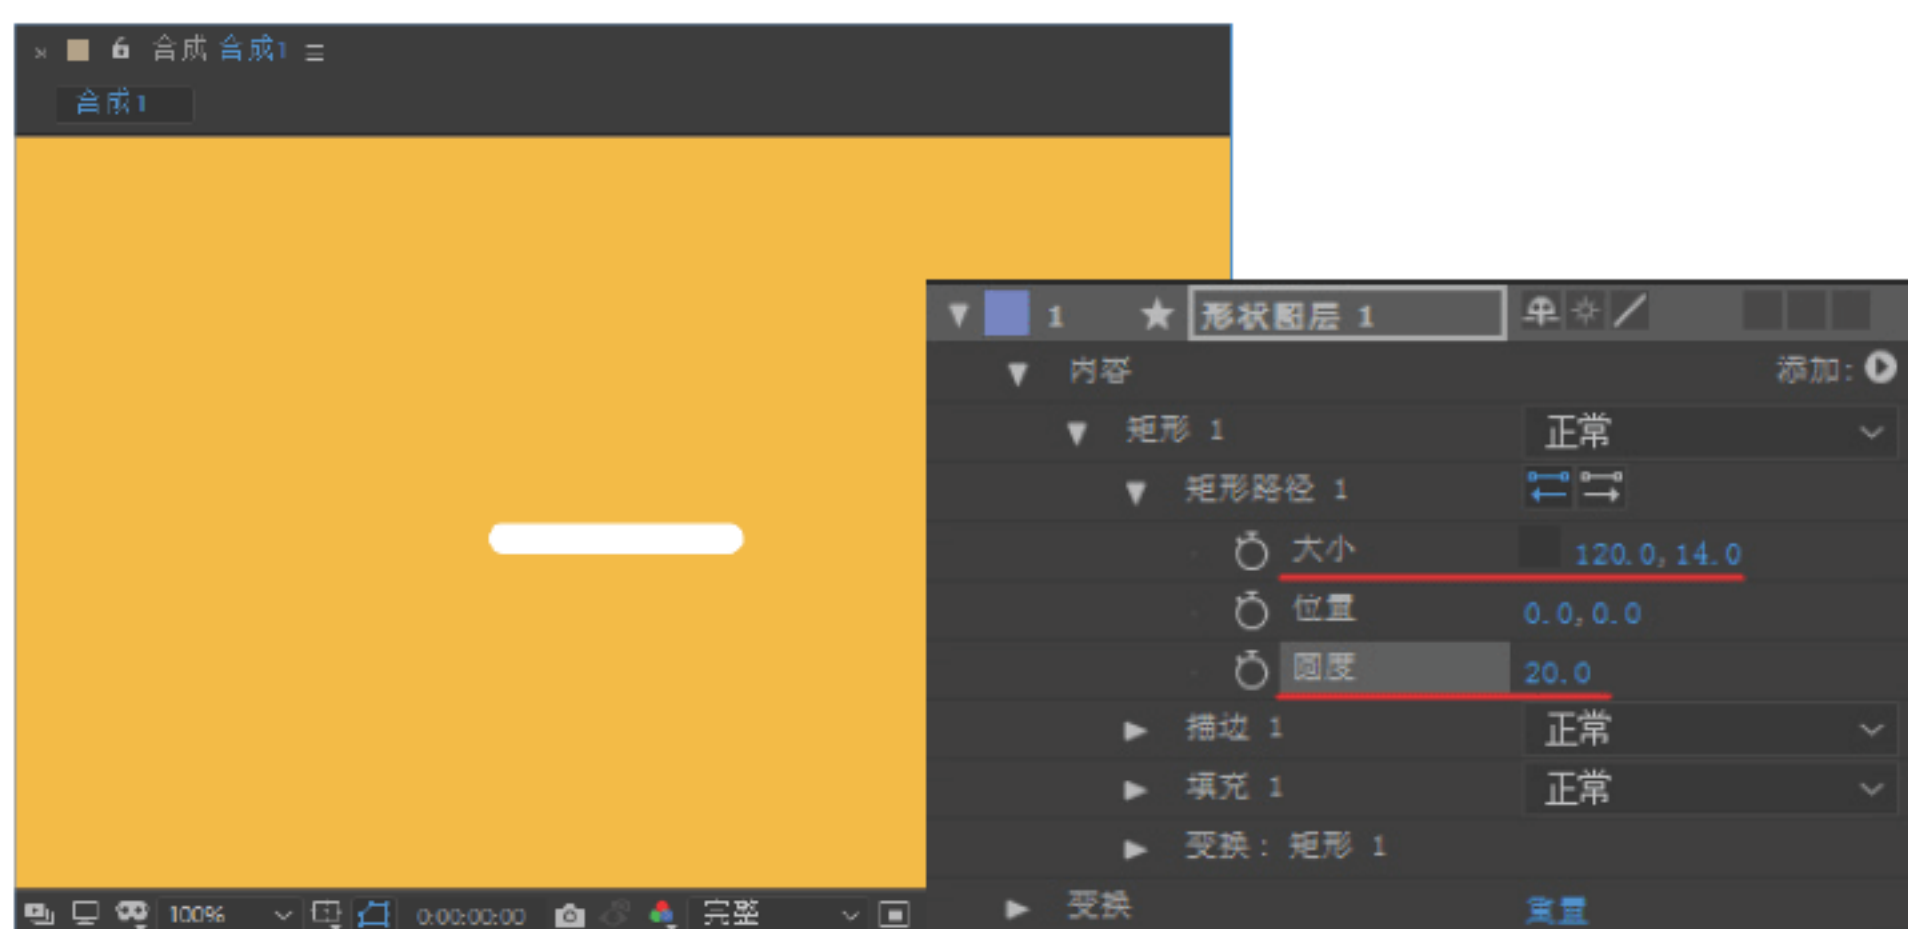 合成 合成1
合成1
形状图层 1
1
内容
添加:
矩形 1
正常
矩形路径 1
大小
120.0,14.0
位置
0.0,0.0
圆度
20.0
描边 1
正常
填充 1
正常
变换: 矩形 1
变换
重置
100%
0:00:00:00
完整